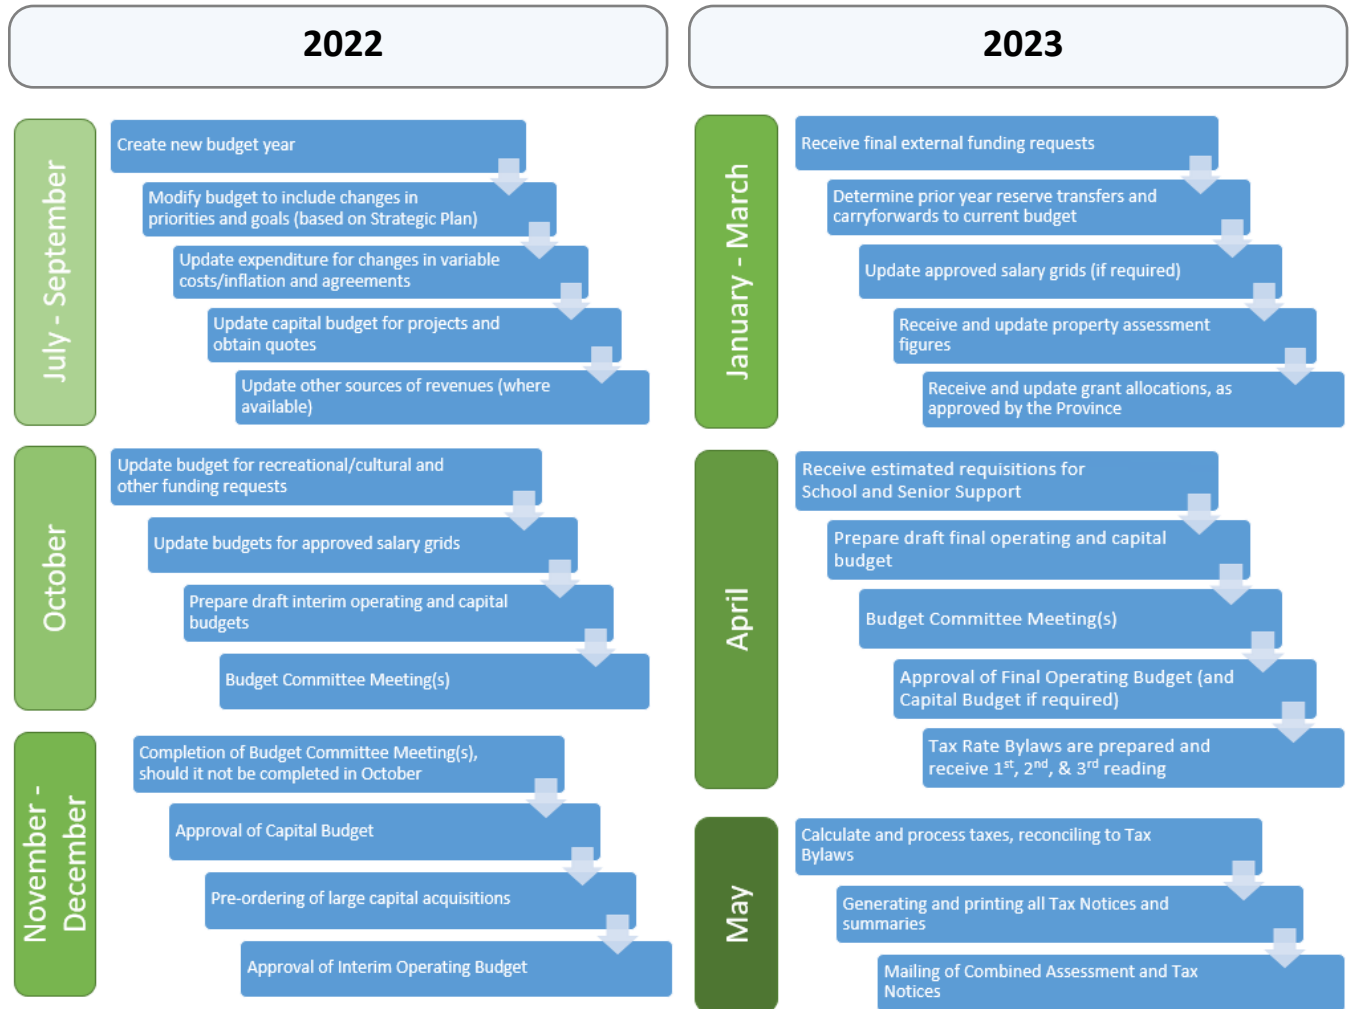 2022
July - September
Create new budget year
Modify budget to include changes in
priorities and goals (based on Strategic Plan)
Update expenditure for changes in variable
costs/inflation and agreements
Update capital budget for projects and
obtain quotes
Update other sources of revenues (where
available)
October
Update budget for recreational/cultural and
other funding requests
Update budgets for approved salary grids
Prepare draft interim operating and capital
budgets
Budget Committee Meeting(s)
November -
December
Completion of Budget Committee Meeting(s),
should it not be completed in October
Approval of Capital Budget
Pre-ordering of large capital acquisitions
Approval of Interim Operating Budget
2023
January - March
Receive final external funding requests
Determine prior year reserve transfers and
carryforwards to current budget
Update approved salary grids (if required)
Receive and update property assessment
figures
Receive and update grant allocations, as
approved by the Province
April
Receive estimated requisitions for
School and Senior Support
Prepare draft final operating and capital
budget
Budget Committee Meeting(s)
Approval of Final Operating Budget (and
Capital Budget if required)
Tax Rate Bylaws are prepared and
receive 1st, 2nd, & 3rd reading
May
Calculate and process taxes, reconciling to Tax
Bylaws
Generating and printing all Tax Notices and
summaries
Mailing of Combined Assessment and Tax
Notices